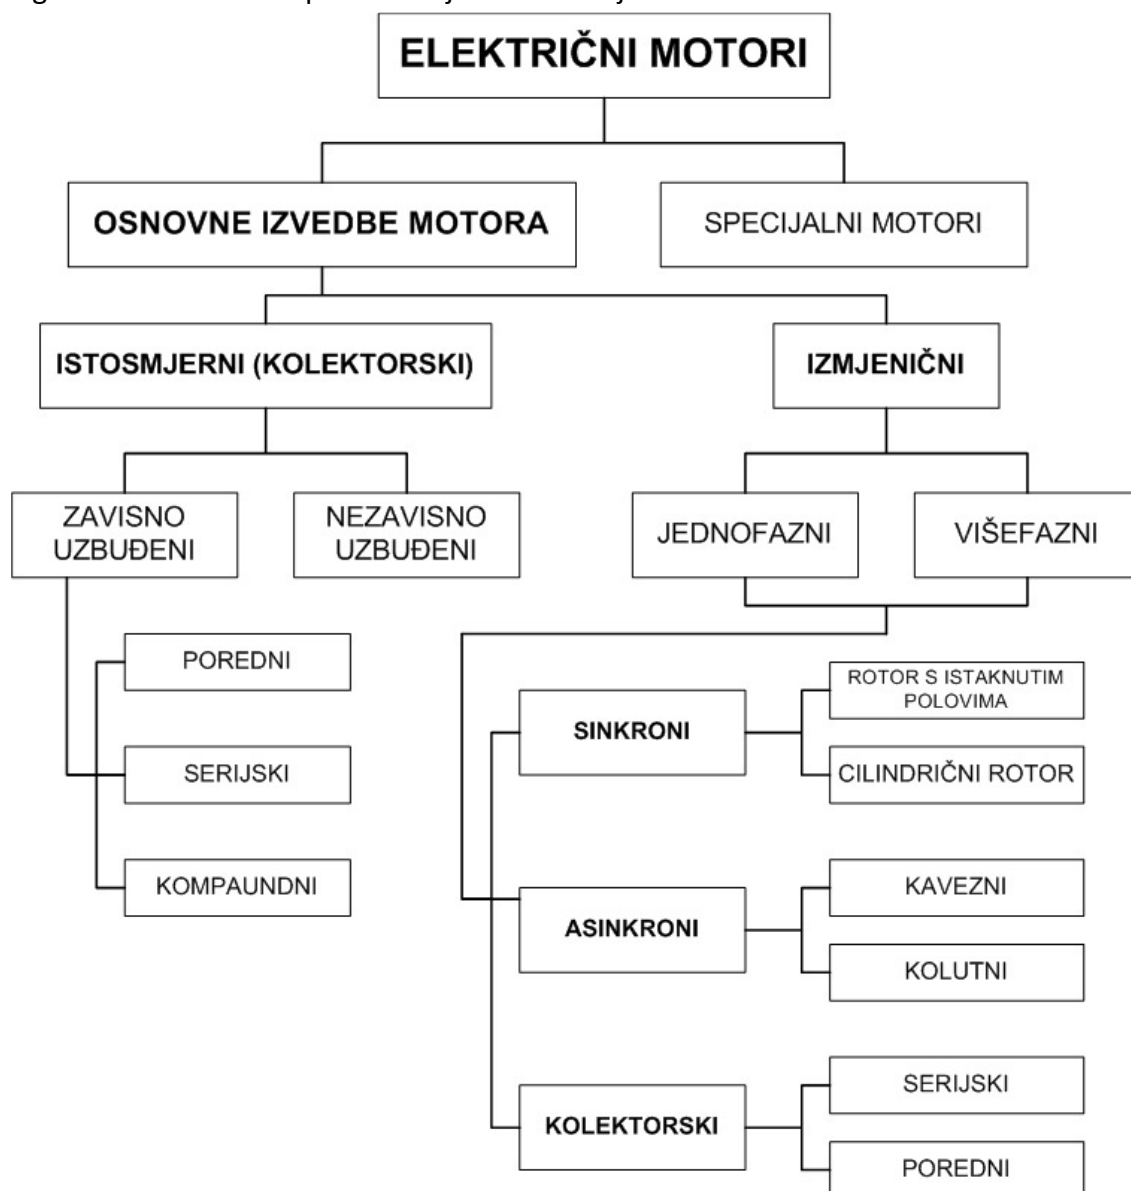 ELEKTRIČNI MOTORI
OSNOVNE IZVEDBE MOTORA
SPECIJALNI MOTORI
ISTOSMJERNI (KOLEKTORSKI)
IZMJENIČNI
ZAVISNO
UZBUĐENI
NEZAVISNO
UZBUĐENI
JEDNOFAZNI
VIŠEFAZNI
POREDNI
SERIJSKI
KOMPAUNDNI
SINKRONI
ROTOR S ISTAKNUTIM
POLOVIMA
CILINDRIČNI ROTOR
ASINKRONI
KAVEZNI
KOLUTNI
KOLEKTORSKI
SERIJSKI
POREDNI